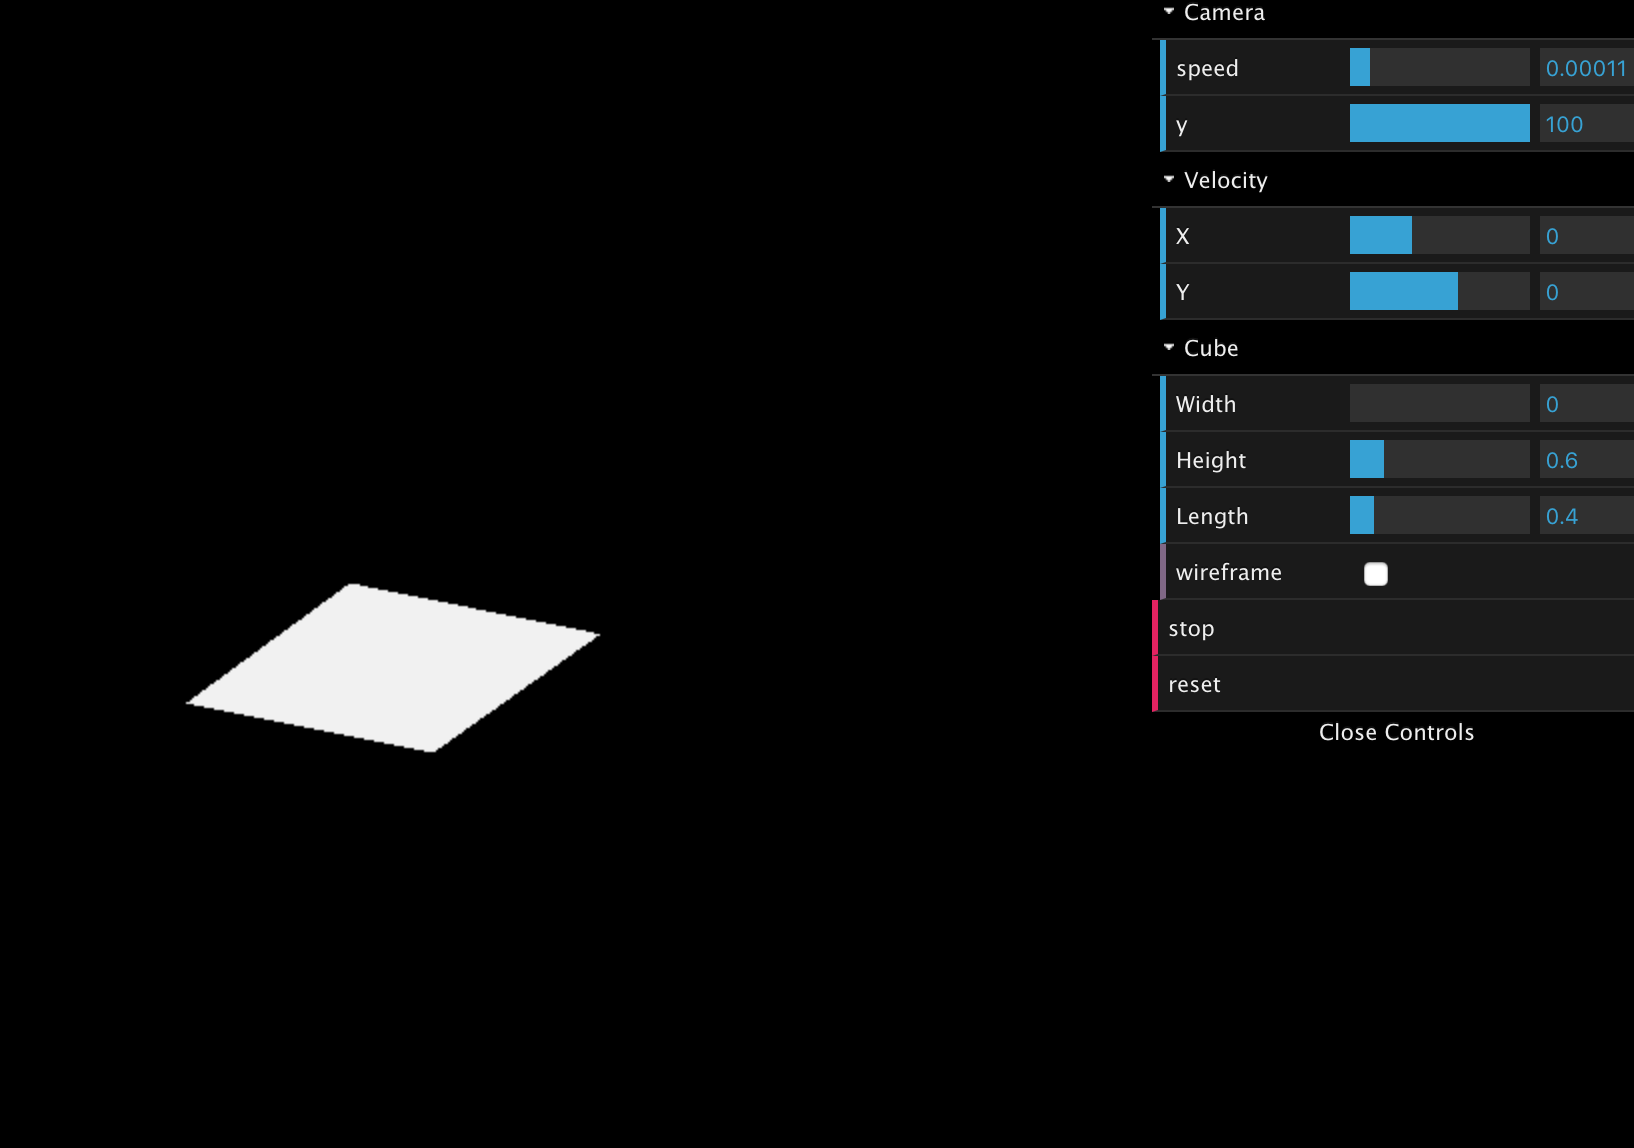 Camera
speed 0.00011
y 100
Velocity
X 0
Y 0
Cube
Width 0
Height 0.6
Length 0.4
wireframe
stop
reset
Close Controls